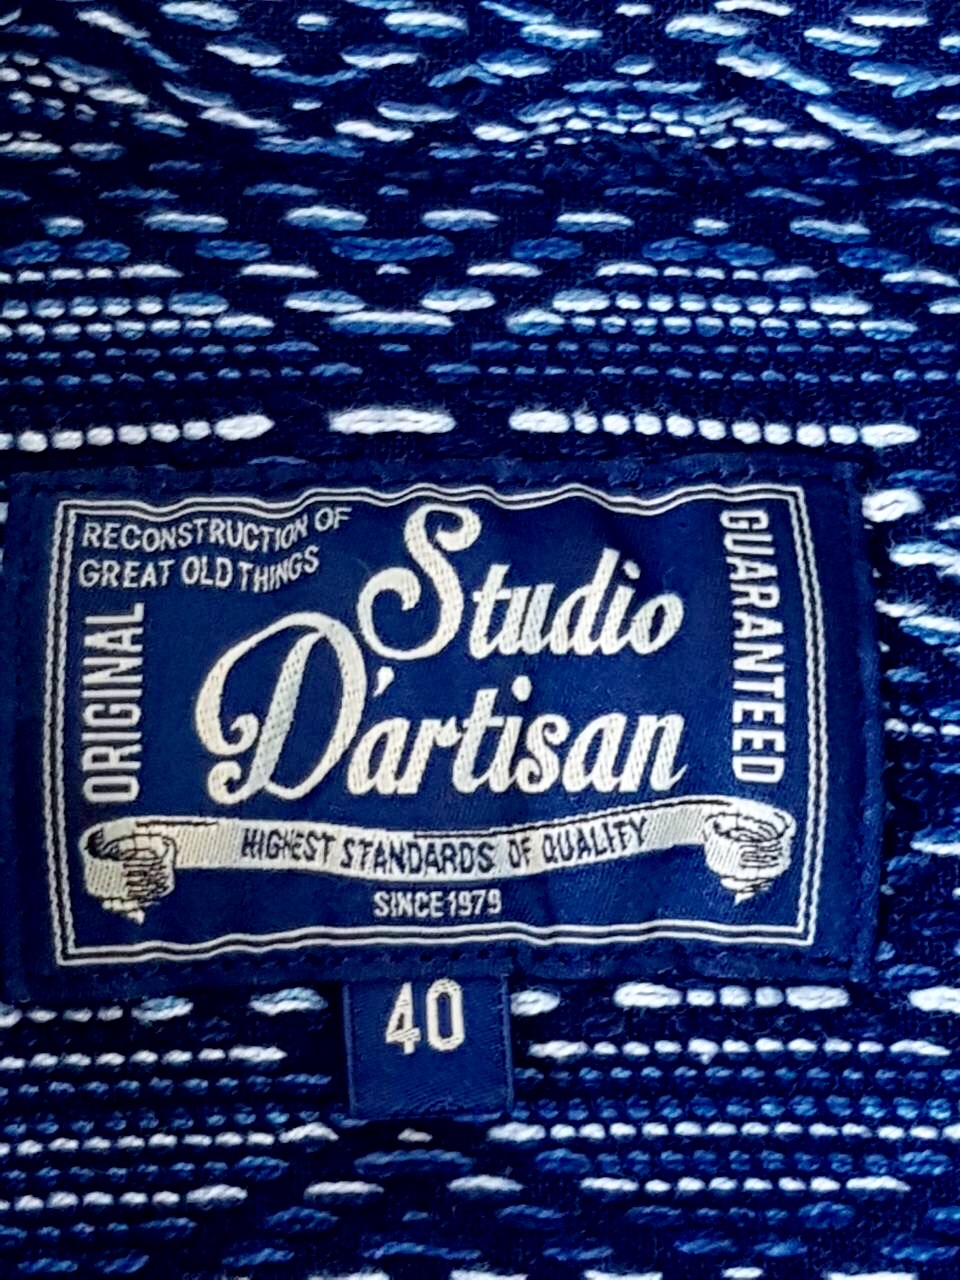 RECONSTRUCTION OF
GREAT OLD THINGS
ORIGINAL
Studio
D'artisan
GUARANTEED
HIGHEST STANDARDS OF QUALITY
SINCE 1979
40